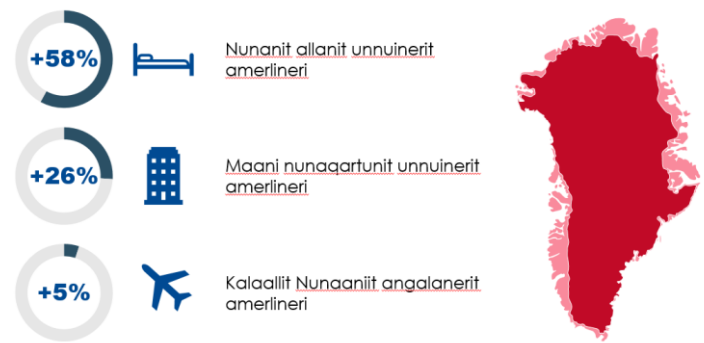 +58%
Nunanit allanit unnuinerit
amerlineri
+26%
Maani nunaqartunit unnuinerit
amerlineri
+5%
Kalaallit Nunaaniit angalanerit
amerlineri